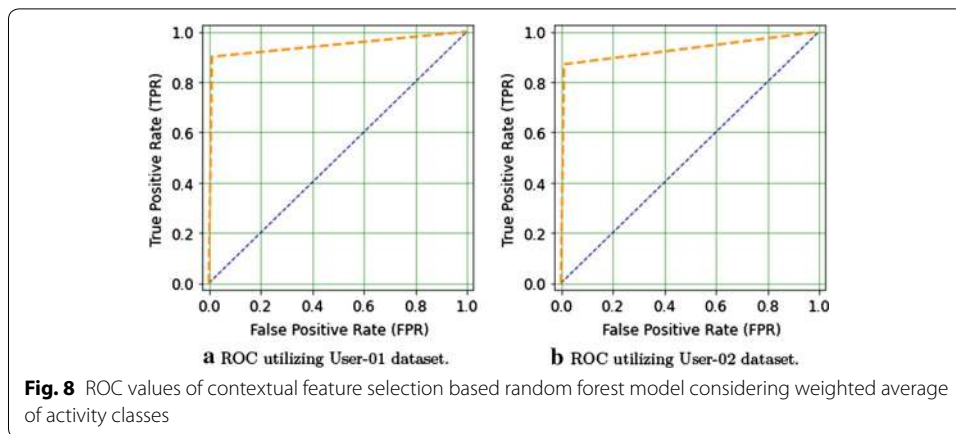 1.0
0.8
0.6
0.4
0.2
0.0
True Positive Rate (TPR)
0.0 0.2 0.4 0.6 0.8 1.0
False Positive Rate (FPR)
a ROC utilizing User-01 dataset.
1.0
0.8
0.6
0.4
0.2
0.0
True Positive Rate (TPR)
0.0 0.2 0.4 0.6 0.8 1.0
False Positive Rate (FPR)
b ROC utilizing User-02 dataset.
Fig. 8 ROC values of contextual feature selection based random forest model considering weighted average
of activity classes